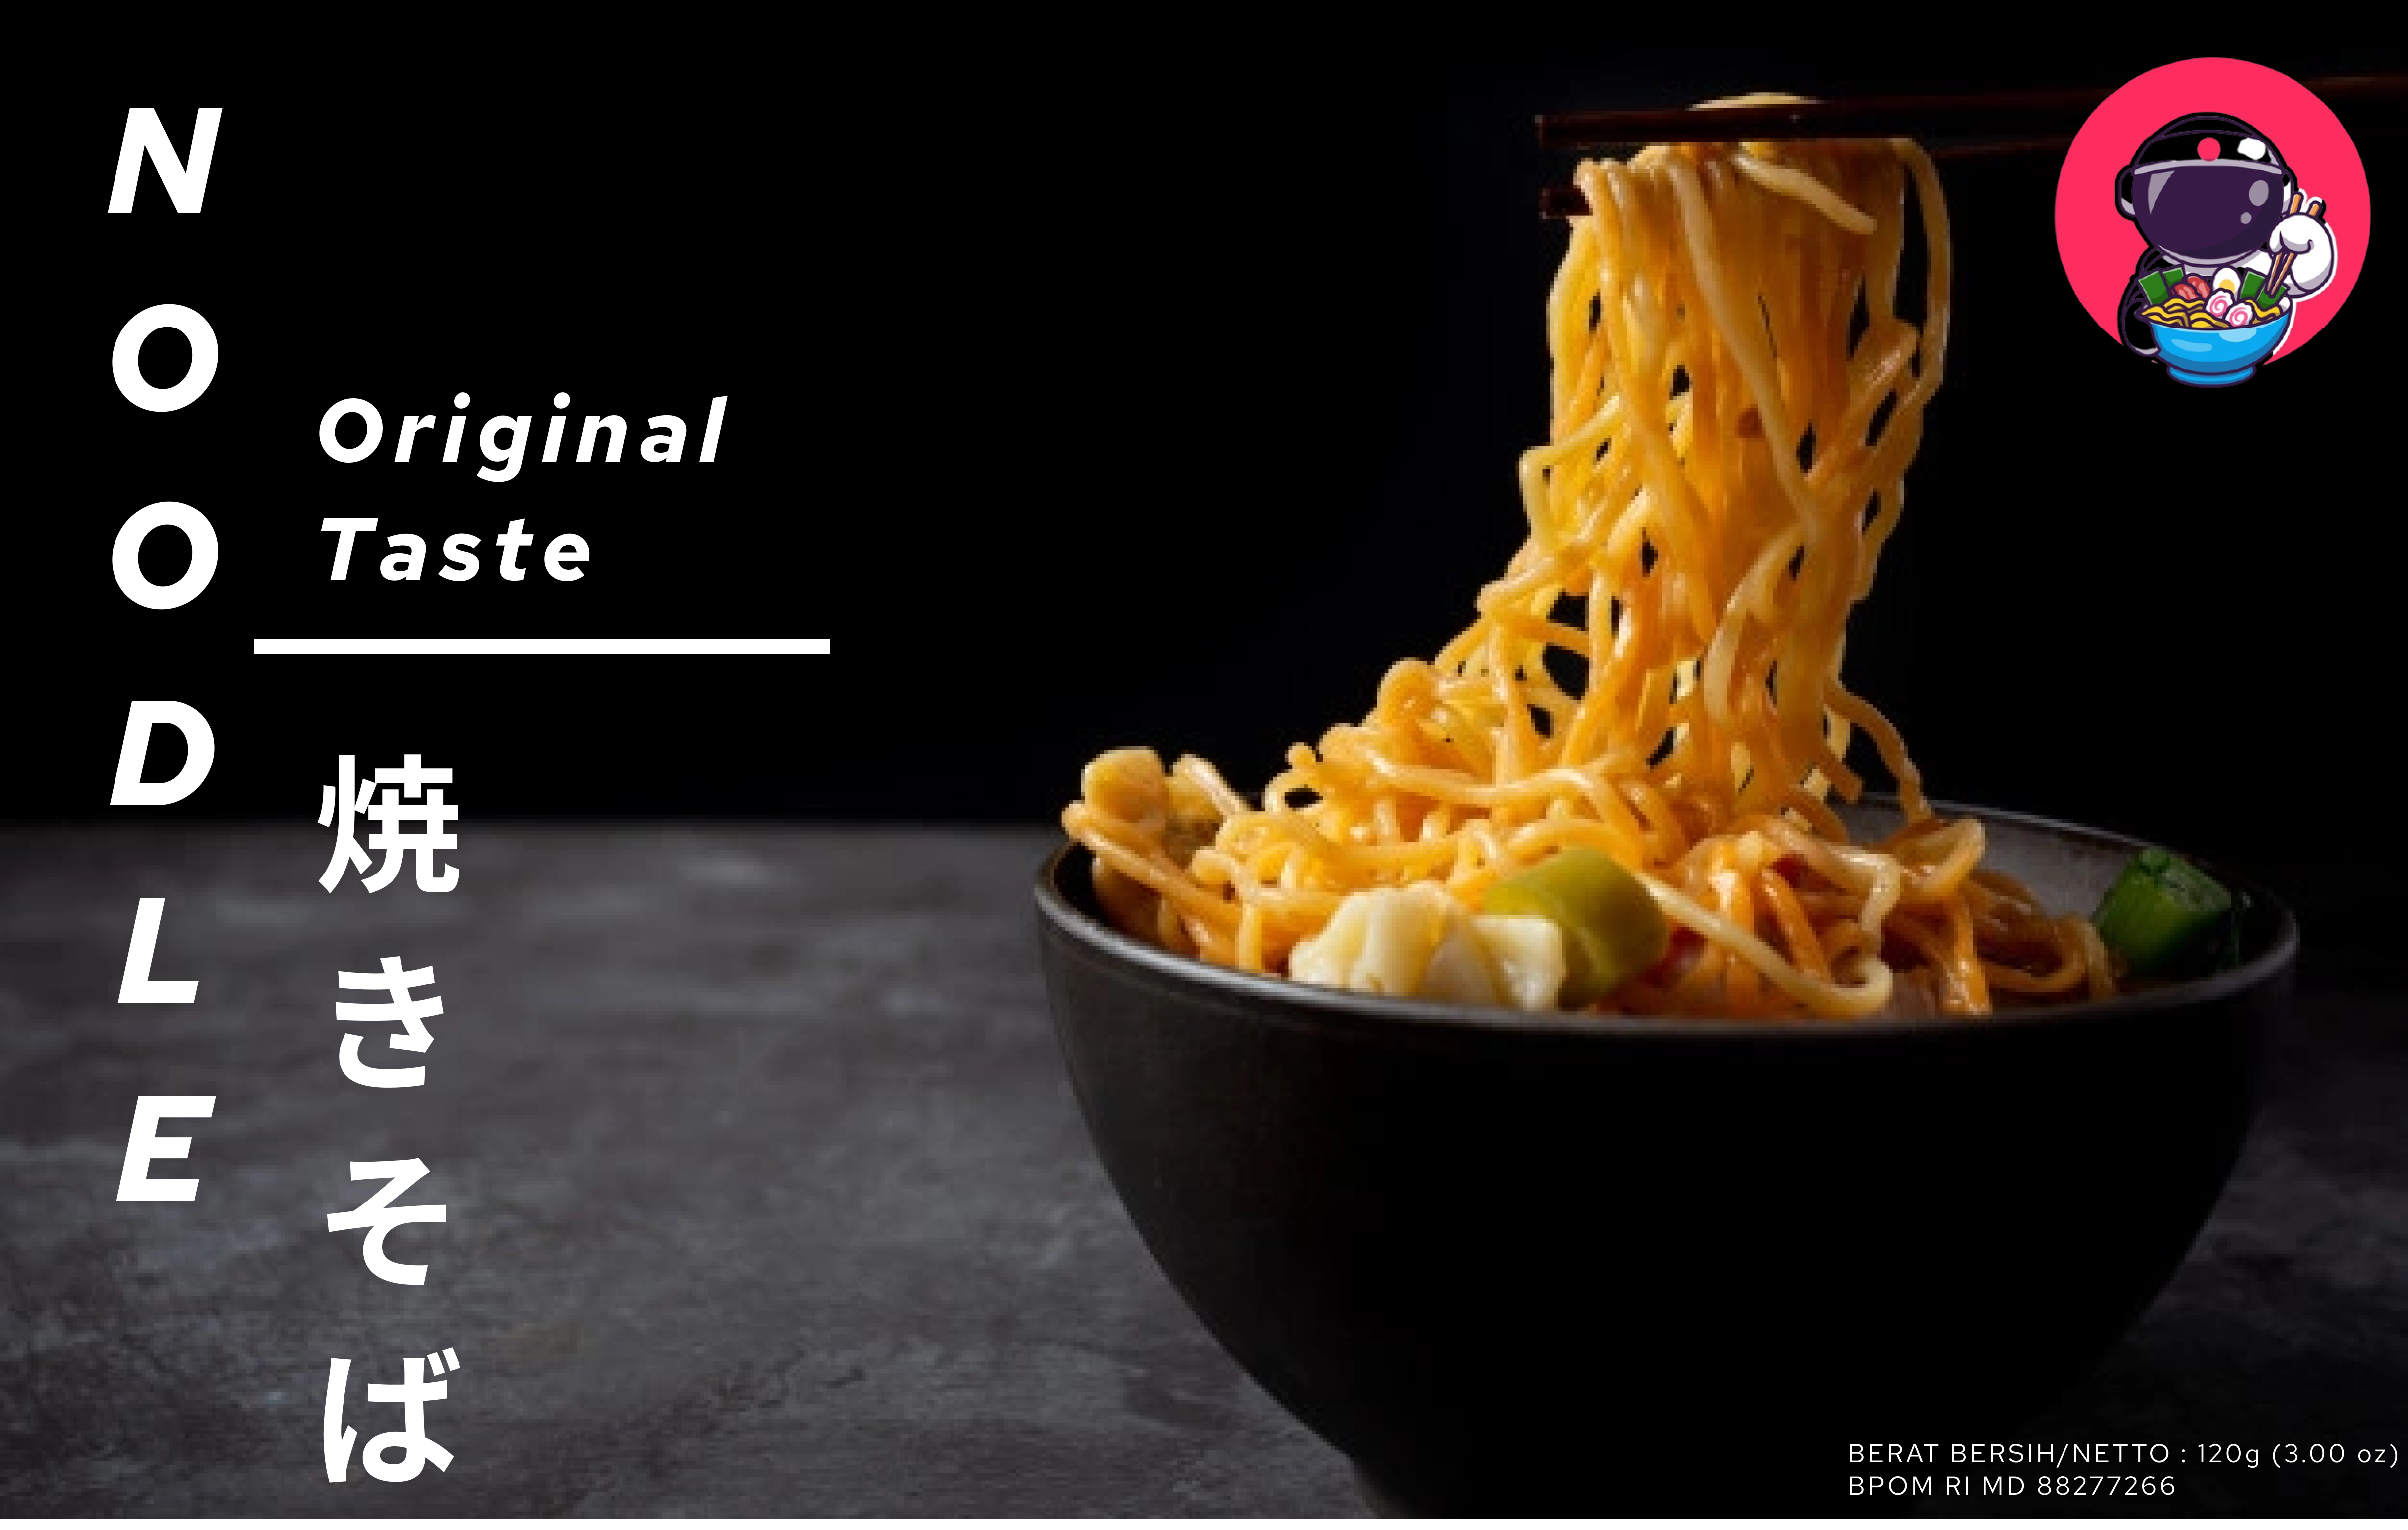 NOODLE
Original
Taste
焼きそば
BERAT BERSIH/NETTO : 120g (3.00 oz)
BPOM RI MD 88277266